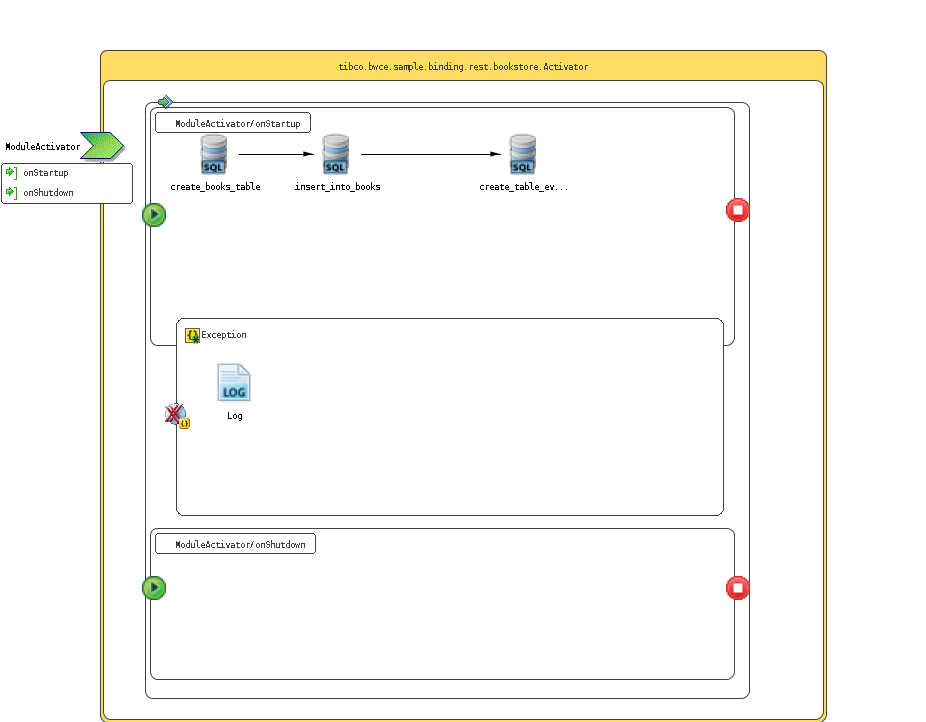 tibco.bwce.sample.binding.rest.bookstore.Activator
ModuleActivator
onStartup
onShutdown
ModuleActivator/onStartup
SQL SQL SQL
create_books_table insert_into_books create_table_ev...
{} Exception
LOG
Log
{}
ModuleActivator/onShutdown